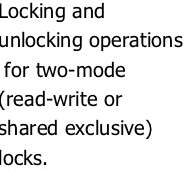 Locking and
unlocking operations
for two-mode
(read-write or
shared exclusive)
locks.